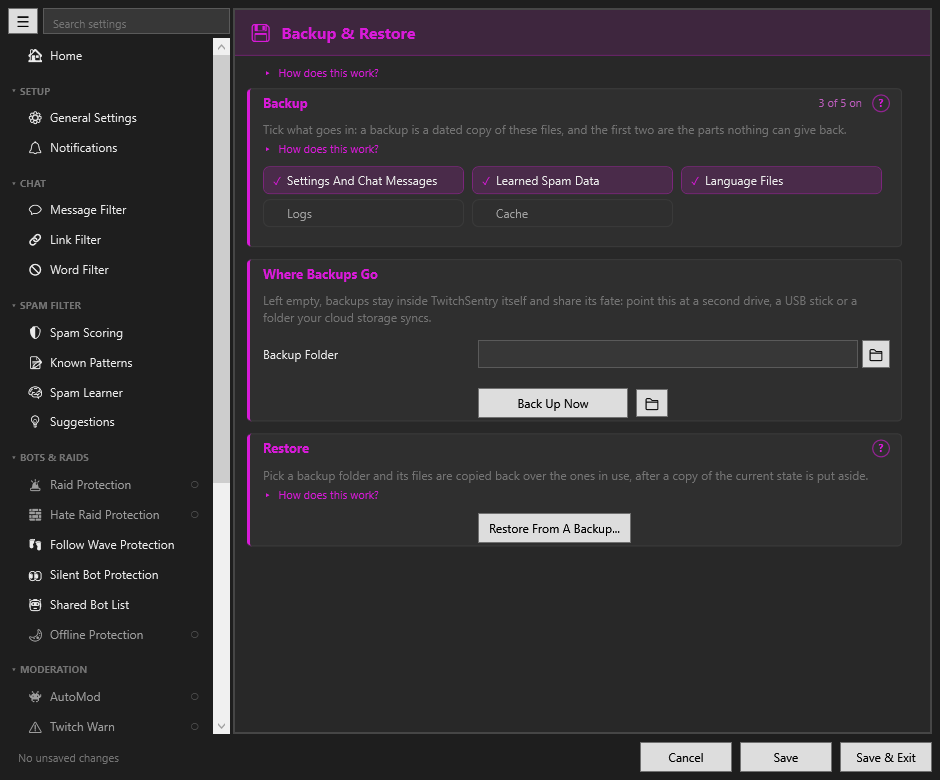 Search settings
Home
SETUP
General Settings
Notifications
CHAT
Message Filter
Link Filter
Word Filter
SPAM FILTER
Spam Scoring
Known Patterns
Spam Learner
Suggestions
BOTS & RAIDS
Raid Protection
Hate Raid Protection
Follow Wave Protection
Silent Bot Protection
Shared Bot List
Offline Protection
MODERATION
AutoMod
Twitch Warn
No unsaved changes
Backup & Restore
How does this work?
Backup
3 of 5 on ?
Tick what goes in: a backup is a dated copy of these files, and the first two are the parts nothing can give back.
How does this work?
✓ Settings And Chat Messages ✓ Learned Spam Data ✓ Language Files
Logs Cache
Where Backups Go
Left empty, backups stay inside TwitchSentry itself and share its fate: point this at a second drive, a USB stick or a
folder your cloud storage syncs.
Backup Folder
Back Up Now
Restore ?
Pick a backup folder and its files are copied back over the ones in use, after a copy of the current state is put aside.
How does this work?
Restore From A Backup...
Cancel Save Save & Exit